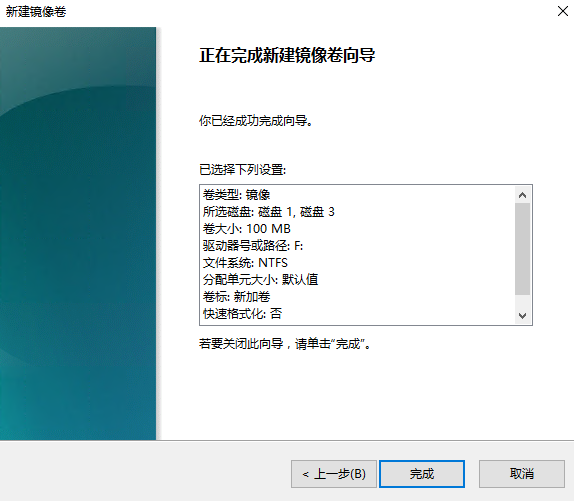 新建镜像卷
正在完成新建镜像卷向导
你已经成功完成向导。
已选择下列设置:
卷类型: 镜像
所选磁盘: 磁盘 1, 磁盘 3
卷大小: 100 MB
驱动器号或路径: F:
文件系统: NTFS
分配单元大小: 默认值
卷标: 新加卷
快速格式化: 否
若要关闭此向导，请单击“完成”。
< 上一步(B) 完成 取消